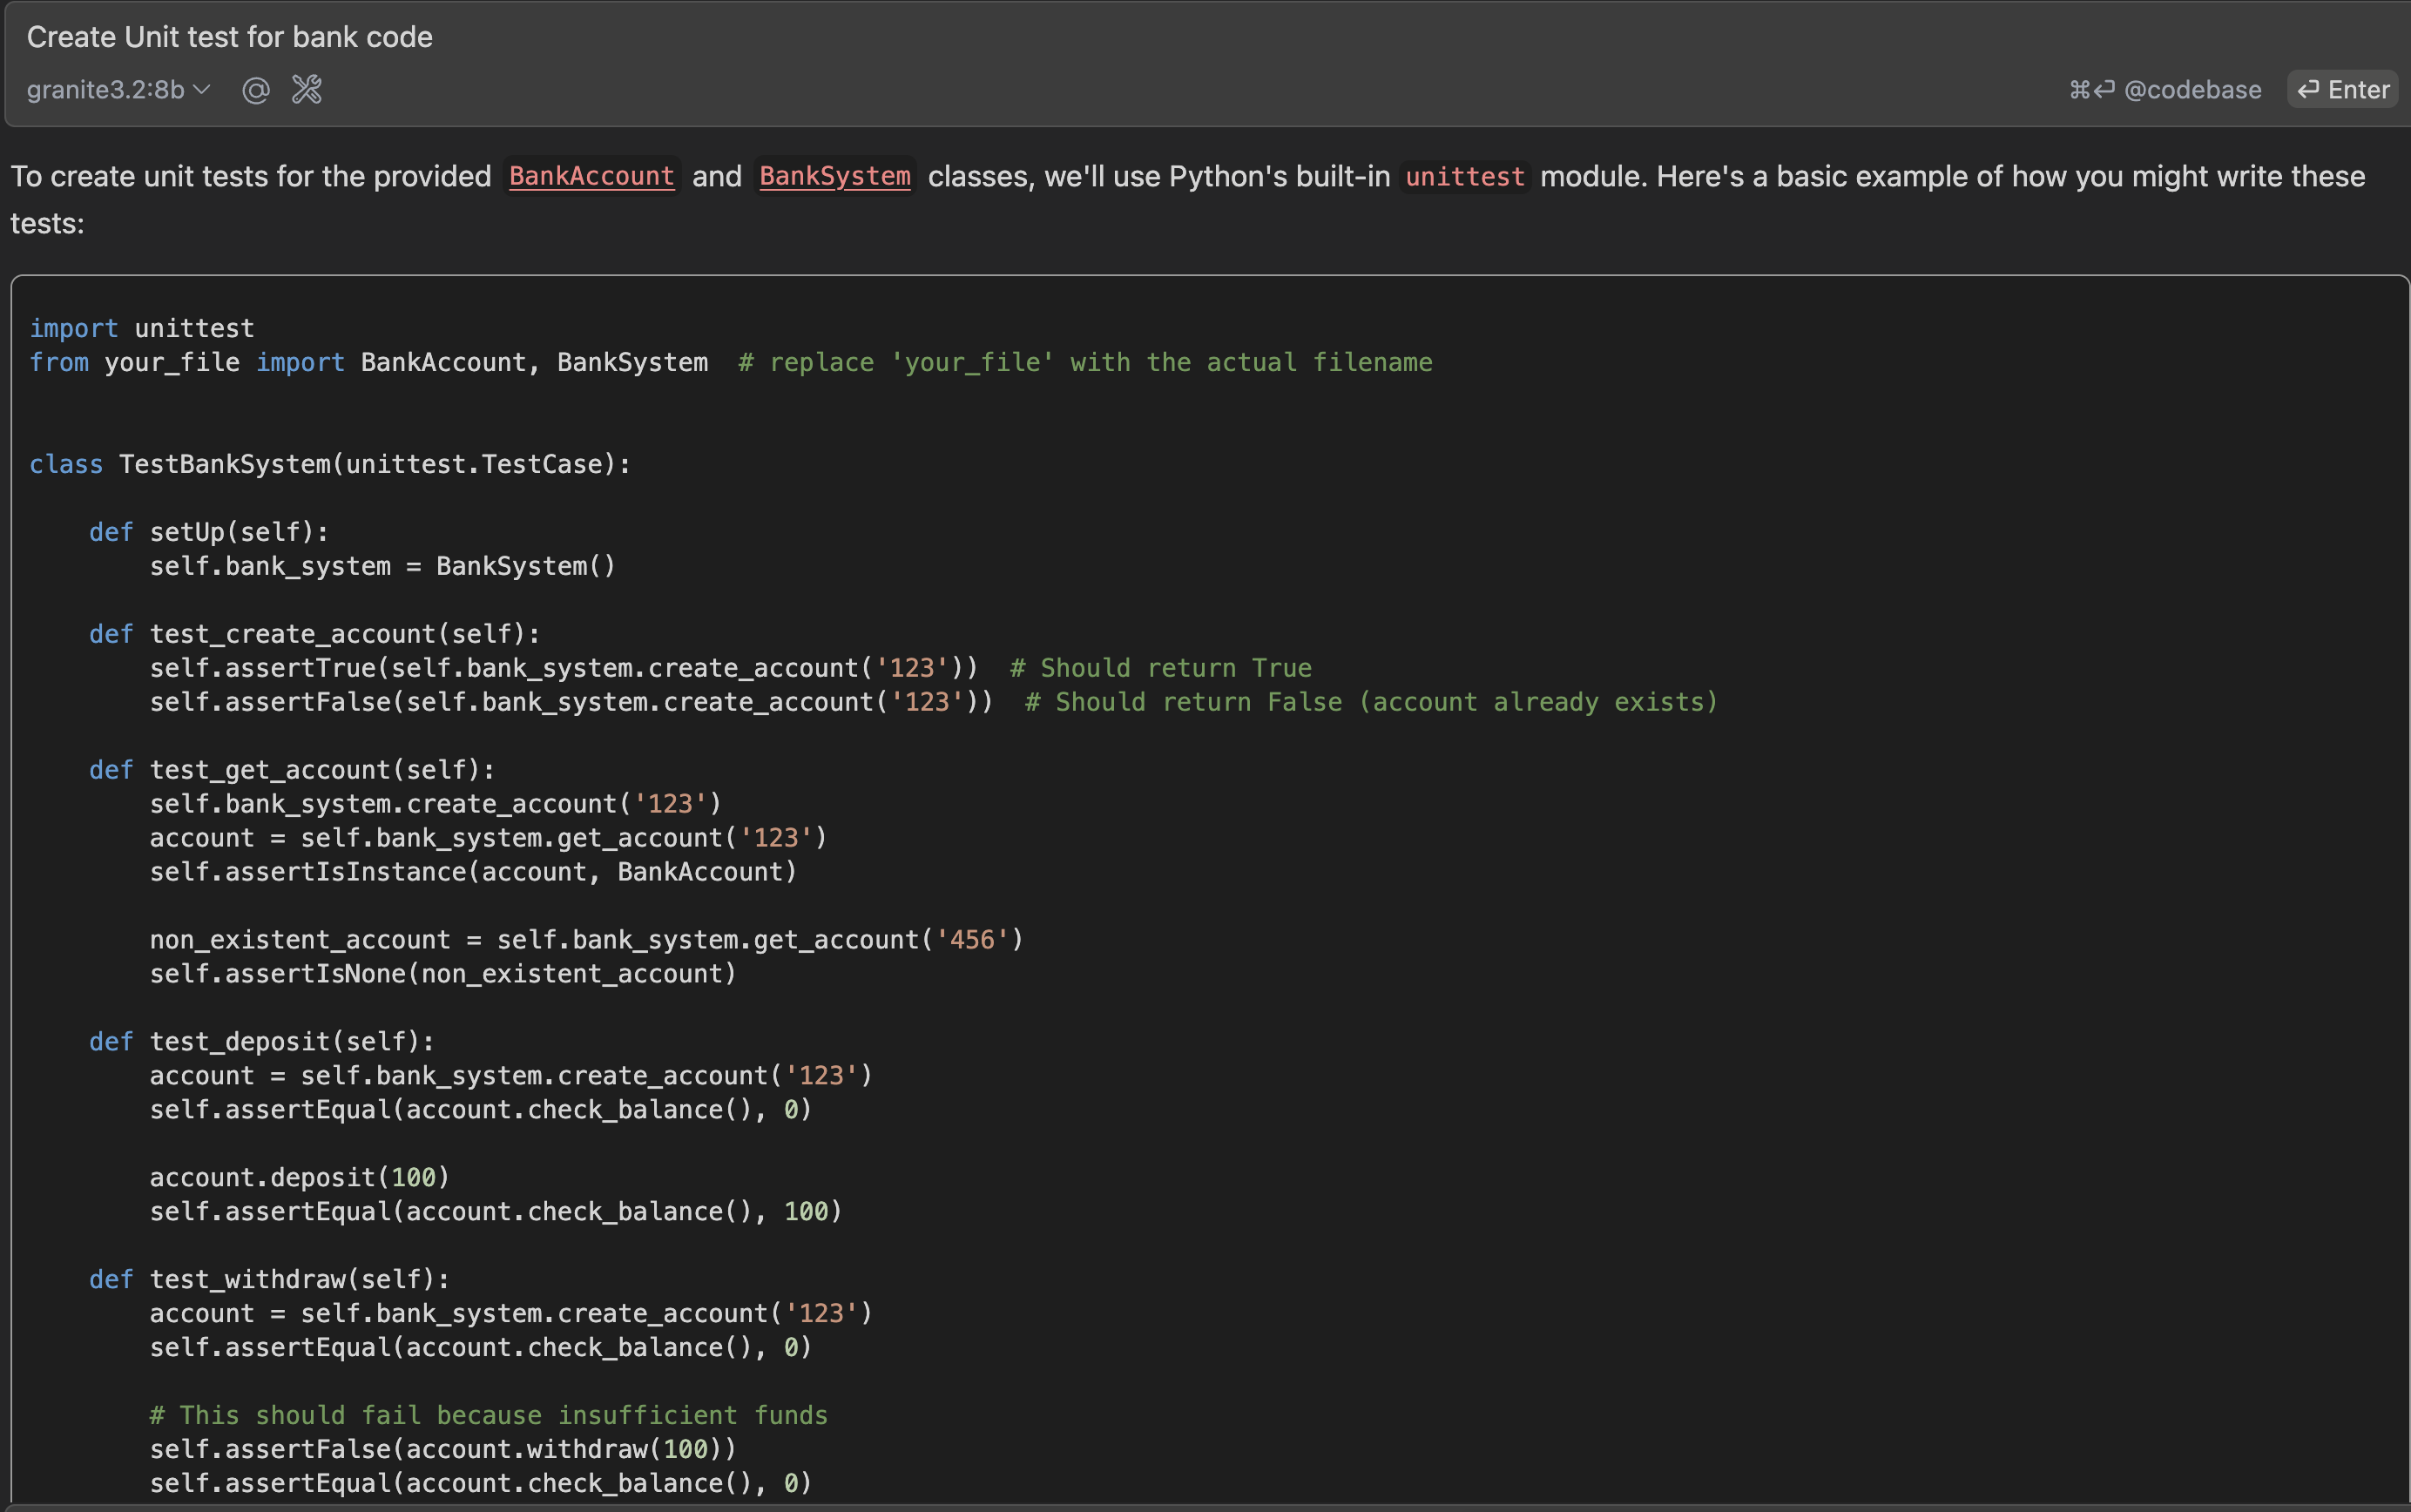 Create Unit test for bank code
granite3.2:8b @ ⌘⏎ @codebase ⏎ Enter
To create unit tests for the provided BankAccount and BankSystem classes, we'll use Python's built-in unittest module. Here's a basic example of how you might write these
tests:
import unittest
from your_file import BankAccount, BankSystem  # replace 'your_file' with the actual filename
class TestBankSystem(unittest.TestCase):
    def setUp(self):
        self.bank_system = BankSystem()
    def test_create_account(self):
        self.assertTrue(self.bank_system.create_account('123'))  # Should return True
        self.assertFalse(self.bank_system.create_account('123'))  # Should return False (account already exists)
    def test_get_account(self):
        self.bank_system.create_account('123')
        account = self.bank_system.get_account('123')
        self.assertIsInstance(account, BankAccount)
        non_existent_account = self.bank_system.get_account('456')
        self.assertIsNone(non_existent_account)
    def test_deposit(self):
        account = self.bank_system.create_account('123')
        self.assertEqual(account.check_balance(), 0)
        account.deposit(100)
        self.assertEqual(account.check_balance(), 100)
    def test_withdraw(self):
        account = self.bank_system.create_account('123')
        self.assertEqual(account.check_balance(), 0)
        # This should fail because insufficient funds
        self.assertFalse(account.withdraw(100))
        self.assertEqual(account.check_balance(), 0)